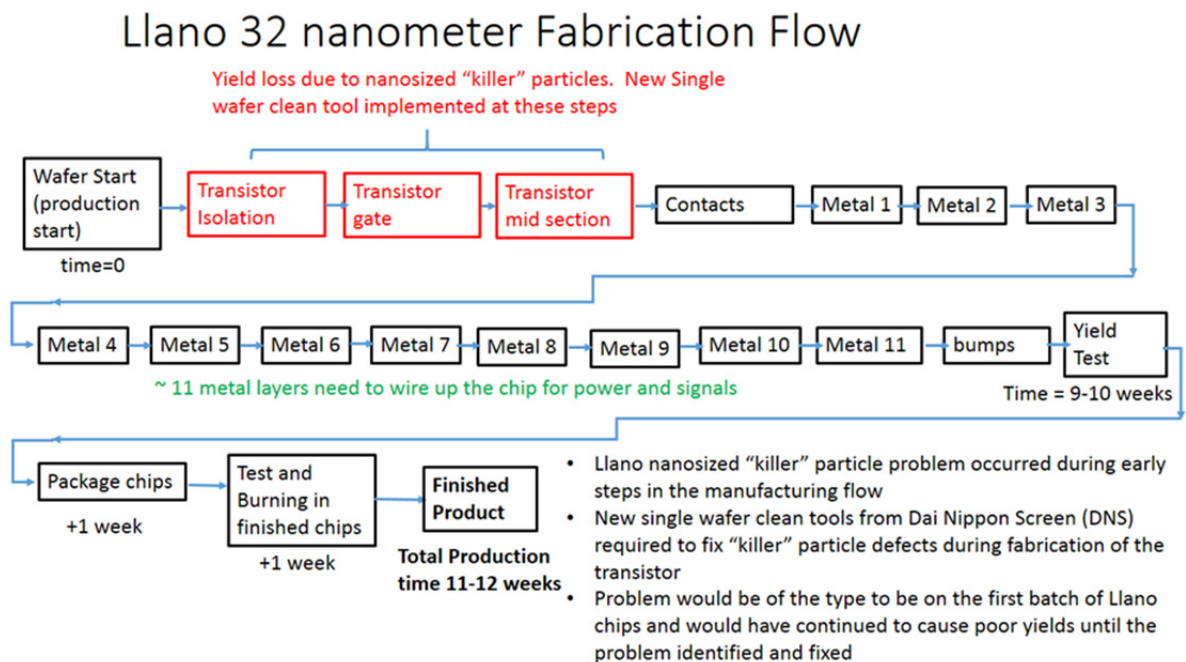 Llano 32 nanometer Fabrication Flow
Yield loss due to nanosized “killer” particles.  New Single
wafer clean tool implemented at these steps
Wafer Start
(production
start)
time=0
Transistor
Isolation
Transistor
gate
Transistor
mid section
Contacts
Metal 1
Metal 2
Metal 3
Metal 4
Metal 5
Metal 6
Metal 7
Metal 8
Metal 9
Metal 10
Metal 11
bumps
Yield
Test
Time = 9-10 weeks
~ 11 metal layers need to wire up the chip for power and signals
Package chips
+1 week
Test and
Burning in
finished chips
+1 week
Finished
Product
Total Production
time 11-12 weeks
• Llano nanosized “killer” particle problem occurred during early
steps in the manufacturing flow
• New single wafer clean tools from Dai Nippon Screen (DNS)
required to fix “killer” particle defects during fabrication of the
transistor
• Problem would be of the type to be on the first batch of Llano
chips and would have continued to cause poor yields until the
problem identified and fixed